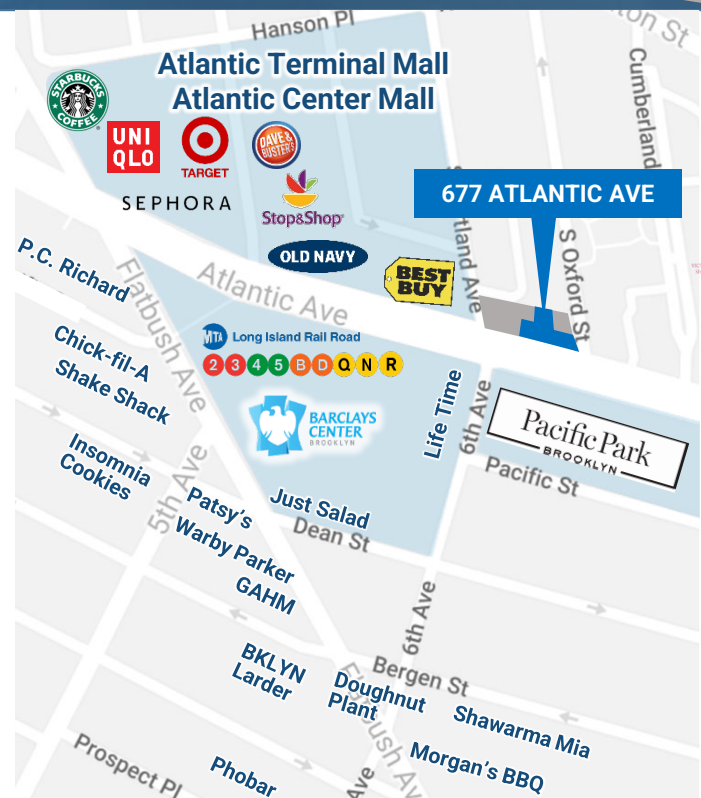 Hanson Pl
Atlantic Terminal Mall
Atlantic Center Mall
STARBUCKS
COFFEE
UNI
QLO
TARGET
DAVE &
BUSTER'S
Cumberland
SEPHORA
Stop&Shop
677 ATLANTIC AVE
OLD NAVY
BEST
BUY
S Oxford St
P.C. Richard
Flatbush Ave
Atlantic Ave
MTA Long Island Rail Road
2 3 4 5 B D Q N R
Chick-fil-A
Shake Shack
BARCLAYS
CENTER
BROOKLYN
Life Time
6th Ave
Pacific Park
BROOKLYN
Pacific St
Insomnia
Cookies
5th Ave
Patsy's
Just Salad
Dean St
Warby Parker
GAHM
6th Ave
BKLYN
Larder
Bergen St
Doughnut
Plant
Shawarma Mia
Flatbush Av
Morgan's BBQ
Prospect Pl
Phobar
Ave